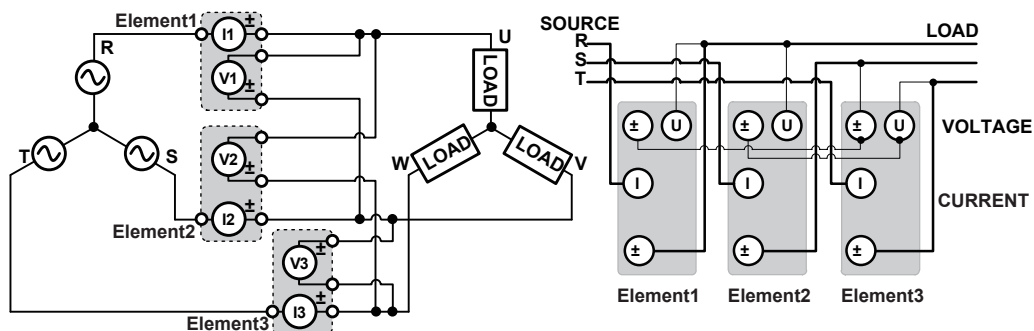 Element1
R
I1
±
V1
±
U
LOAD
T
S
V2
±
W
LOAD
LOAD
V
I2
±
Element2
V3
±
I3
±
Element3
SOURCE
R
S
T
LOAD
± U ± U ± U
VOLTAGE
I I I
CURRENT
± ± ±
Element1 Element2 Element3